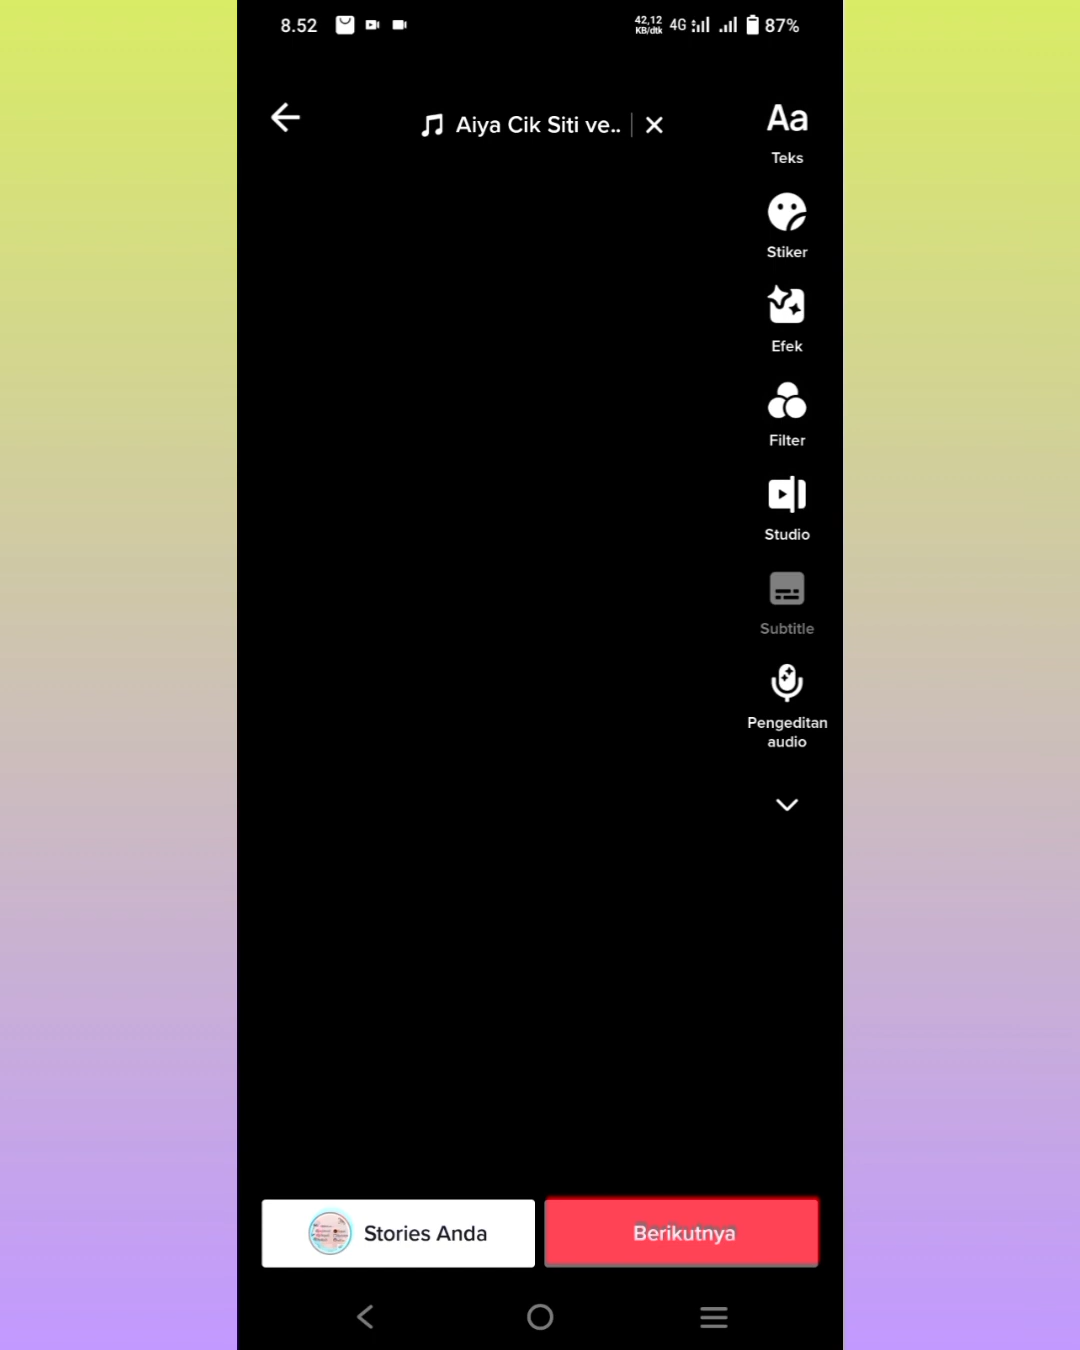 8.52
42,12
KB/dtk
4G
87%
Aiya Cik Siti ve..
Aa
Teks
Stiker
Efek
Filter
Studio
Subtitle
Pengeditan
audio
Stories Anda
Berikutnya